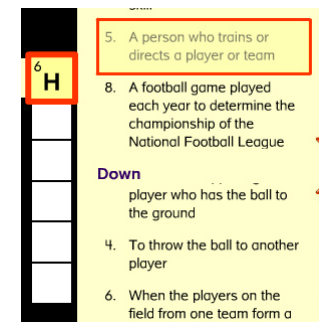 5. A person who trains or
directs a player or team
6
H
8. A football game played
each year to determine the
championship of the
National Football League
Down
player who has the ball to
the ground
4. To throw the ball to another
player
6. When the players on the
field from one team form a